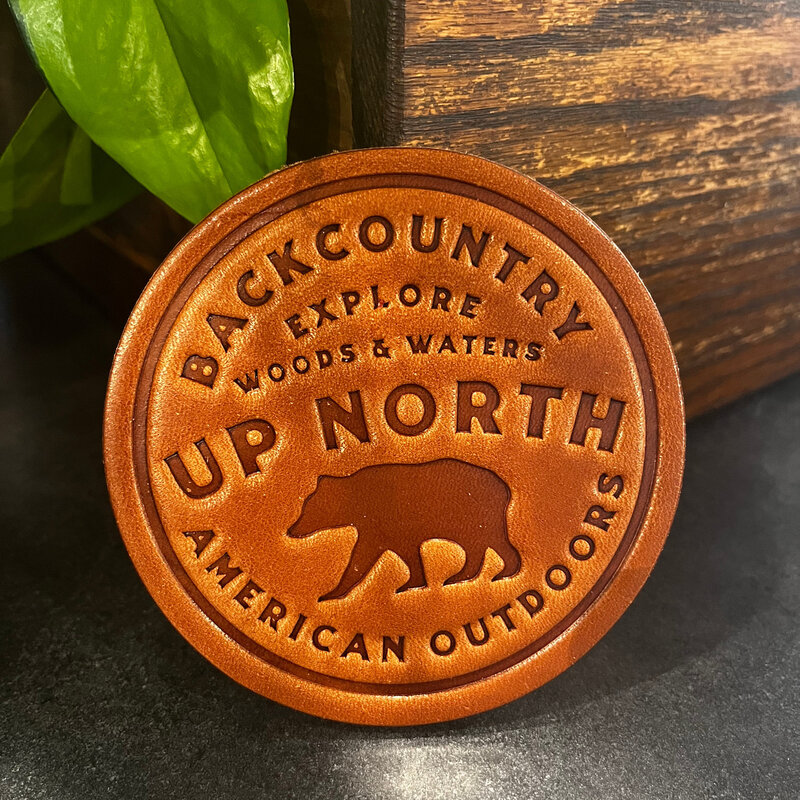 BACKCOUNTRY
EXPLORE
WOODS & WATERS
UP NORTH
AMERICAN OUTDOORS